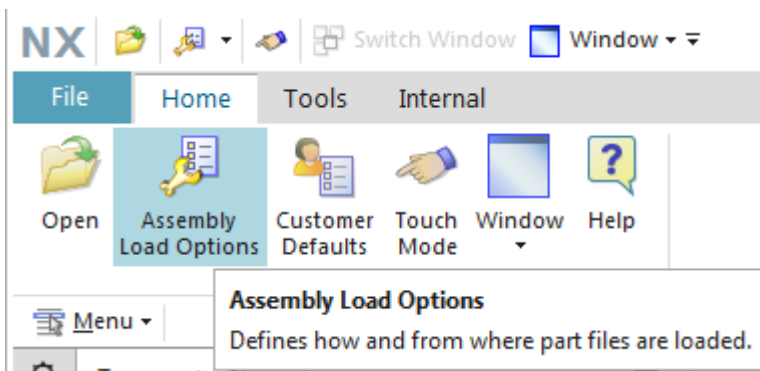 NX Switch Window Window
File Home Tools Internal
Open Assembly Load Options Customer Defaults Touch Mode Window Help
Menu
Assembly Load Options
Defines how and from where part files are loaded.